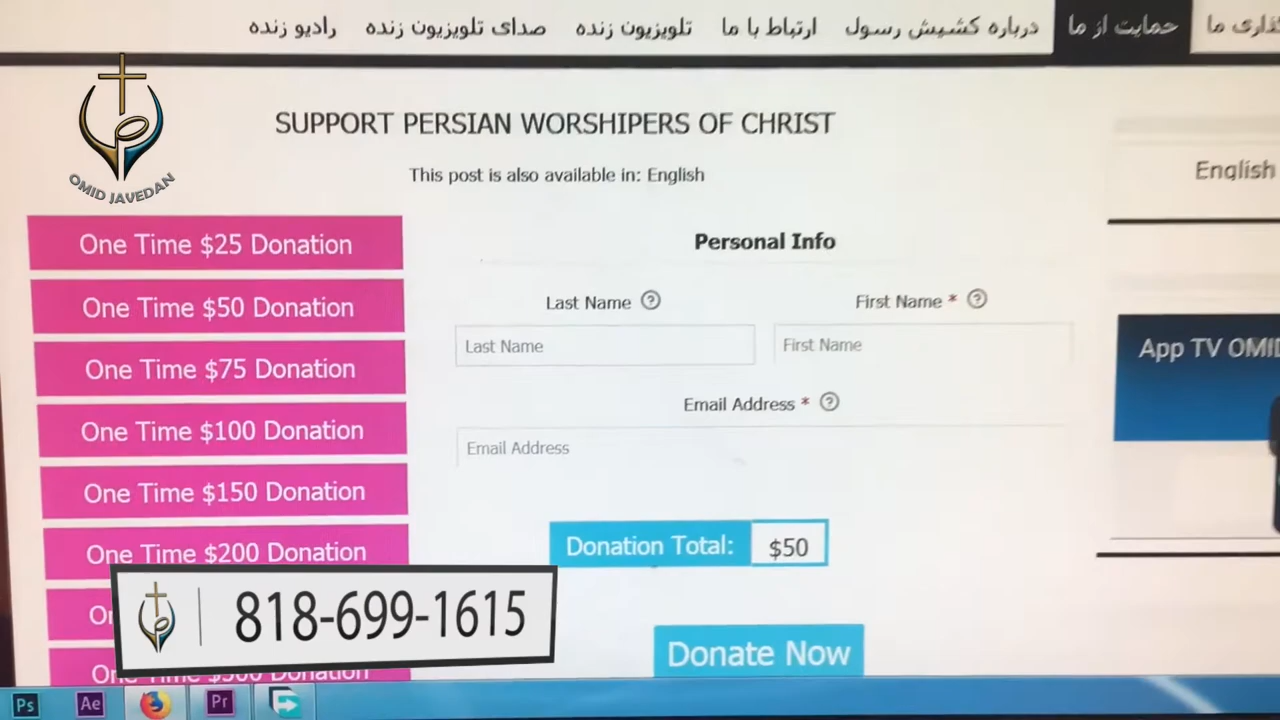 رادیو زنده صدای تلویزیون زنده تلویزیون زنده ارتباط با ما درباره کشیش رسول حمایت از ما
OMID JAVEDAN
SUPPORT PERSIAN WORSHIPERS OF CHRIST
This post is also available in: English
English
One Time $25 Donation
One Time $50 Donation
One Time $75 Donation
One Time $100 Donation
One Time $150 Donation
One Time $200 Donation
Personal Info
Last Name ? First Name * ?
Last Name First Name
Email Address * ?
Email Address
Donation Total: $50
Donate Now
App TV OMID
818-699-1615
Ps Ae Pr